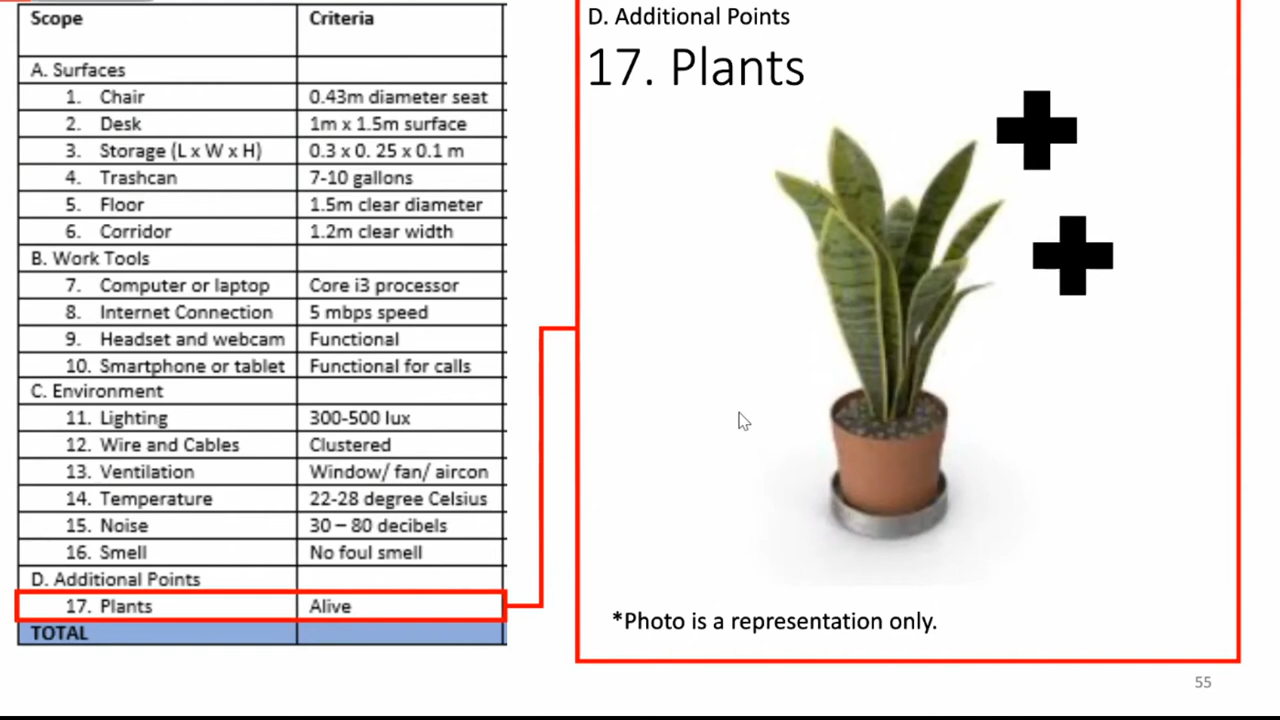 Scope Criteria
A. Surfaces
1. Chair 0.43m diameter seat
2. Desk 1m x 1.5m surface
3. Storage (L x W x H) 0.3 x 0. 25 x 0.1 m
4. Trashcan 7-10 gallons
5. Floor 1.5m clear diameter
6. Corridor 1.2m clear width
B. Work Tools
7. Computer or laptop Core i3 processor
8. Internet Connection 5 mbps speed
9. Headset and webcam Functional
10. Smartphone or tablet Functional for calls
C. Environment
11. Lighting 300-500 lux
12. Wire and Cables Clustered
13. Ventilation Window/ fan/ aircon
14. Temperature 22-28 degree Celsius
15. Noise 30 – 80 decibels
16. Smell No foul smell
D. Additional Points
17. Plants Alive
TOTAL
D. Additional Points
17. Plants
*Photo is a representation only.
55